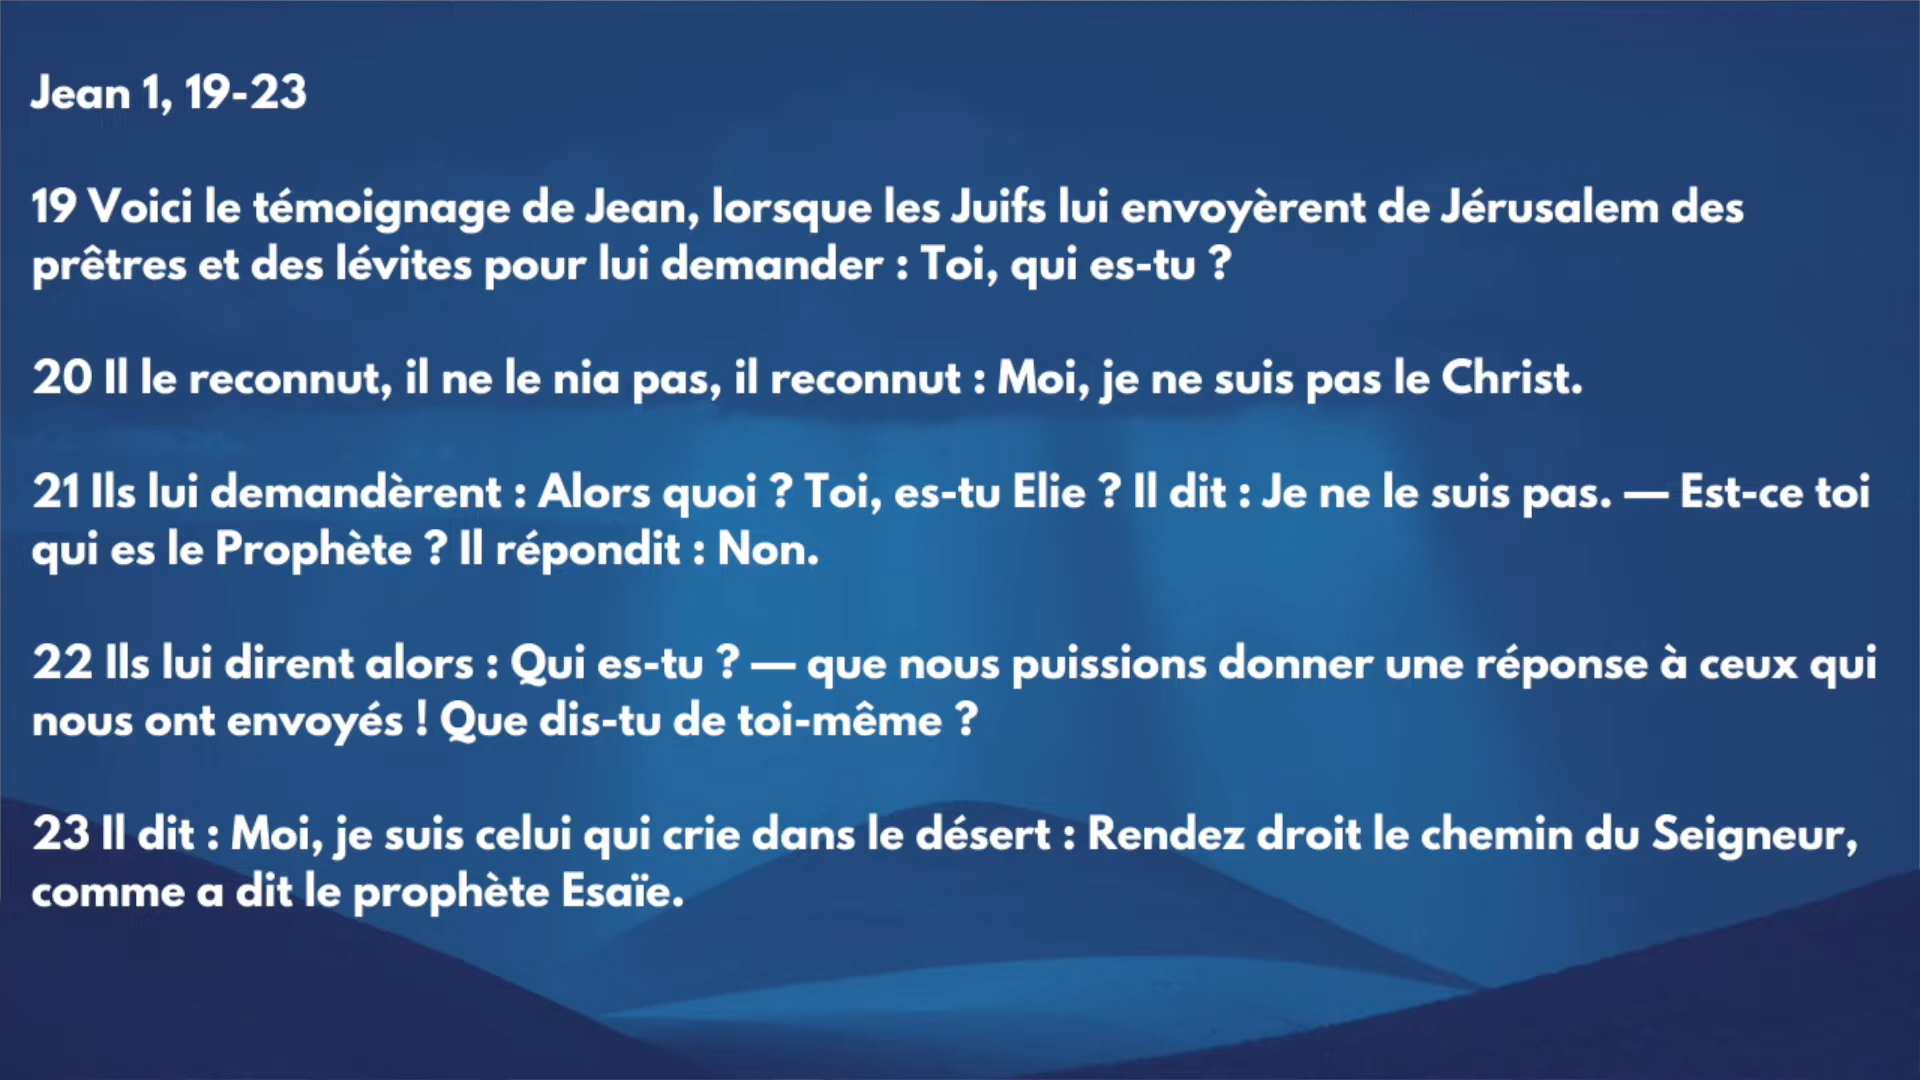 Jean 1, 19-23
19 Voici le témoignage de Jean, lorsque les Juifs lui envoyèrent de Jérusalem des
prêtres et des lévites pour lui demander : Toi, qui es-tu ?
20 Il le reconnut, il ne le nia pas, il reconnut : Moi, je ne suis pas le Christ.
21 Ils lui demandèrent : Alors quoi ? Toi, es-tu Elie ? Il dit : Je ne le suis pas. — Est-ce toi
qui es le Prophète ? Il répondit : Non.
22 Ils lui dirent alors : Qui es-tu ? — que nous puissions donner une réponse à ceux qui
nous ont envoyés ! Que dis-tu de toi-même ?
23 Il dit : Moi, je suis celui qui crie dans le désert : Rendez droit le chemin du Seigneur,
comme a dit le prophète Esaïe.